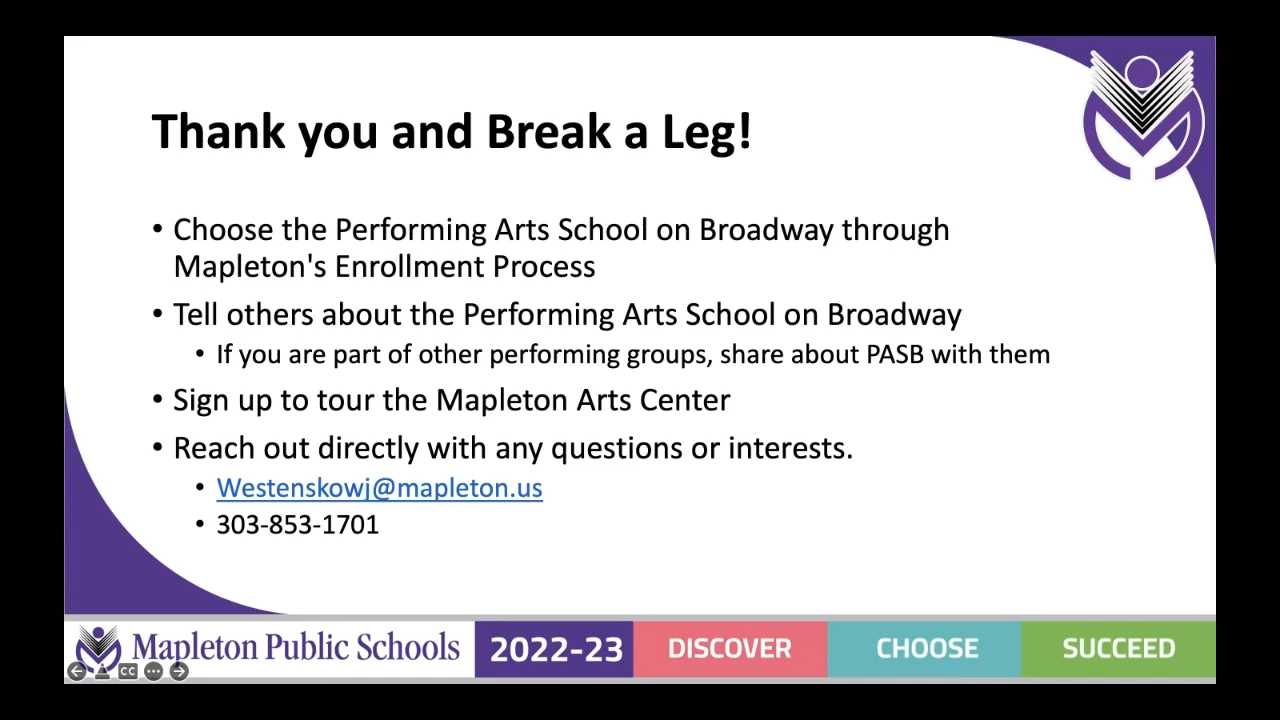 Thank you and Break a Leg!
• Choose the Performing Arts School on Broadway through
Mapleton's Enrollment Process
• Tell others about the Performing Arts School on Broadway
• If you are part of other performing groups, share about PASB with them
• Sign up to tour the Mapleton Arts Center
• Reach out directly with any questions or interests.
• Westenskowj@mapleton.us
• 303-853-1701
Mapleton Public Schools 2022-23 DISCOVER CHOOSE SUCCEED
CC